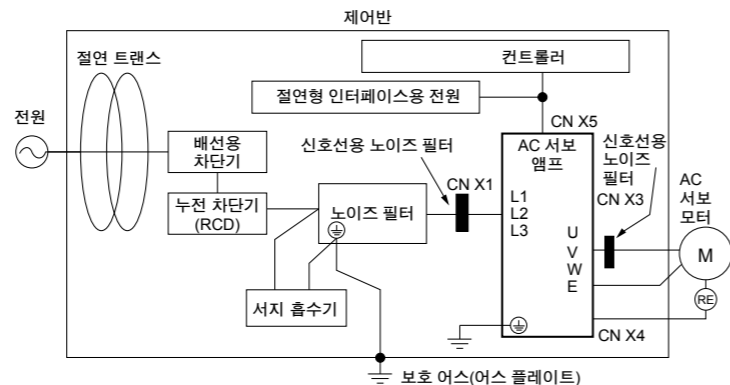 제어반
절연 트랜스
컨트롤러
전원
절연형 인터페이스용 전원
CN X5
배선용
차단기
신호선용 노이즈 필터
AC 서보
앰프
신호선용
노이즈
필터
CN X1
CN X3
AC
서보
모터
누전 차단기
(RCD)
노이즈 필터
L1
L2
L3
U
V
W
E
M
RE
서지 흡수기
CN X4
보호 어스(어스 플레이트)